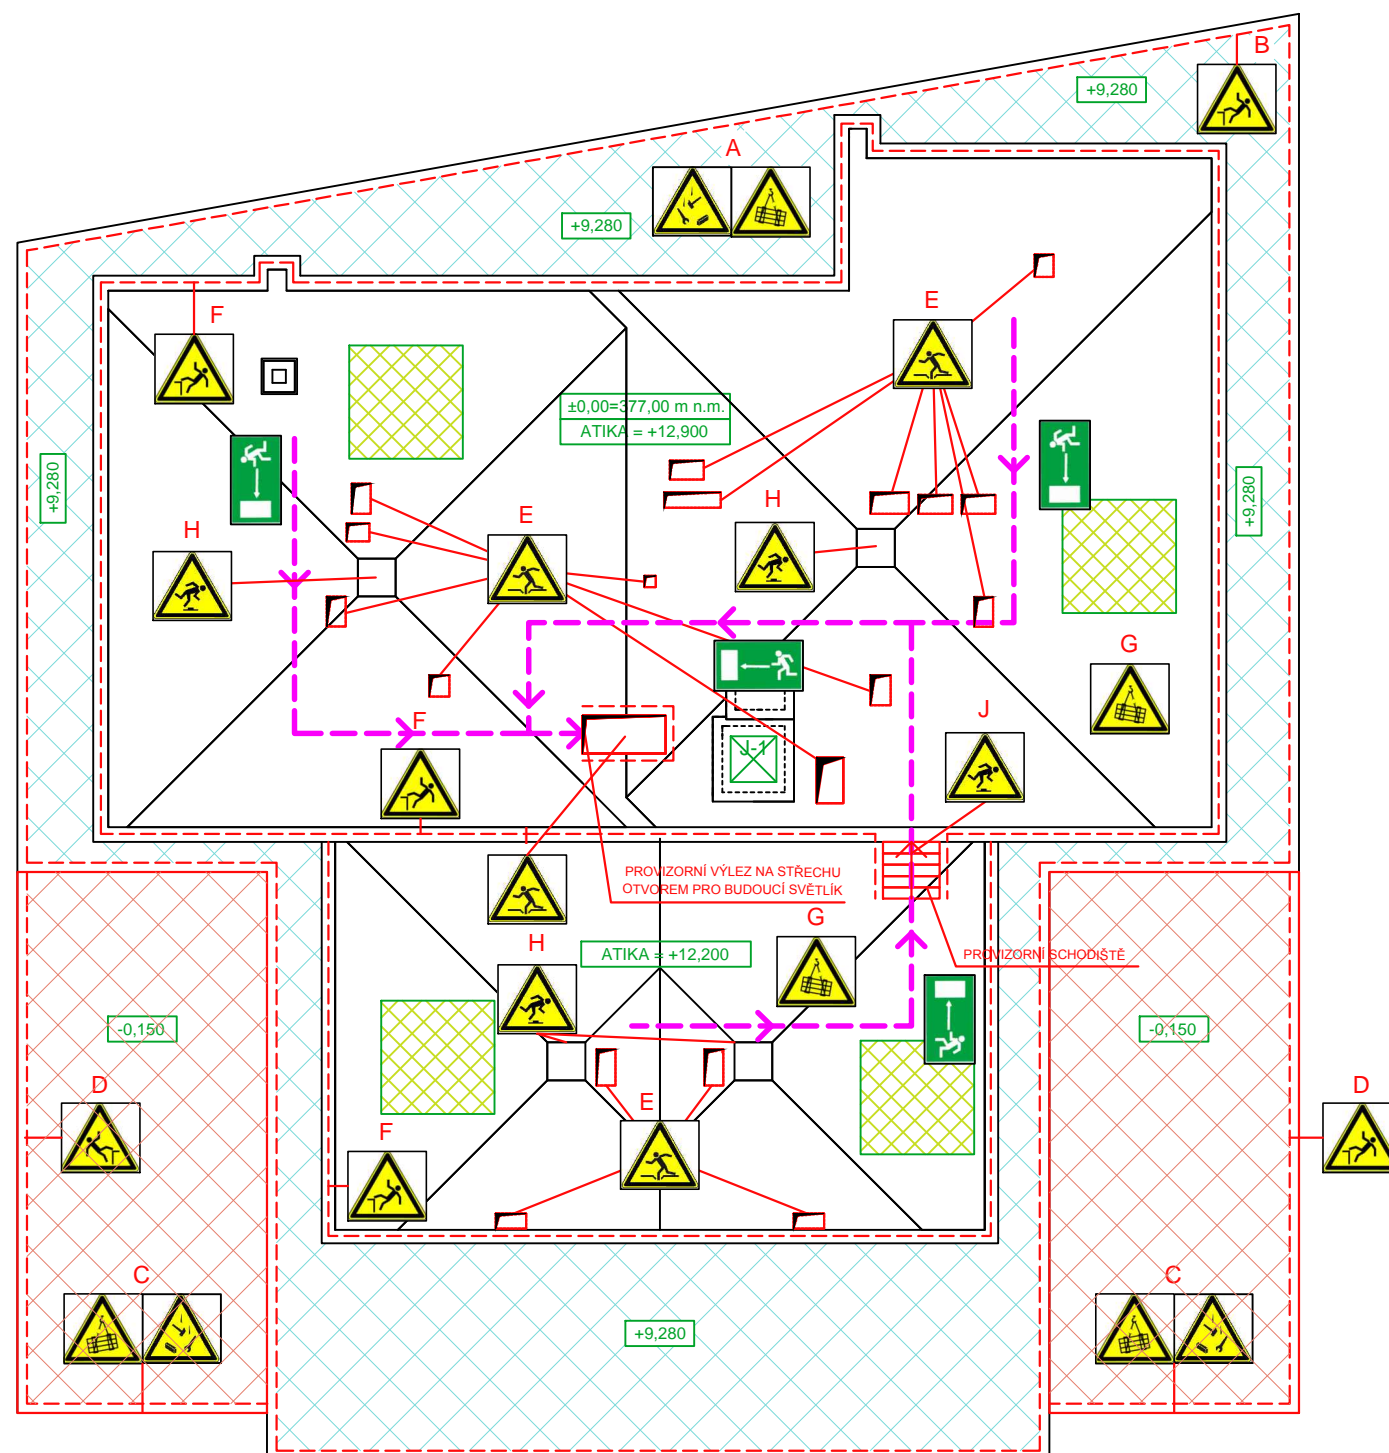 B
+9,280
A
+9,280
E
F
±0,00=377,00 m n.m.
ATIKA = +12,900
+9,280
+9,280
H
E
H
G
F
J
J-1
I
PROVIZORNÍ VÝLEZ NA STŘECHU
OTVOREM PRO BUDOUCÍ SVĚTLÍK
G
H
ATIKA = +12,200
PROVIZORNÍ SCHODIŠTĚ
-0,150
-0,150
D
E
D
F
C
C
+9,280